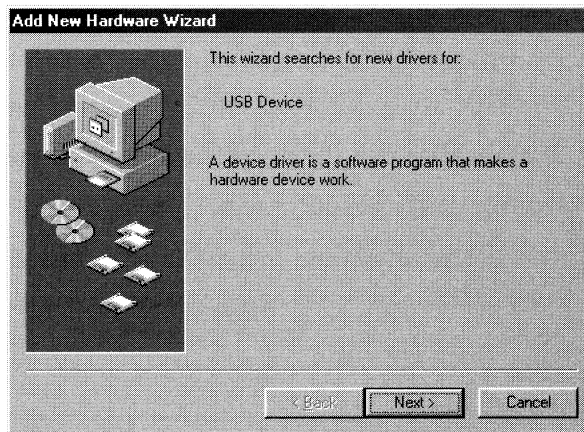 Add New Hardware Wizard
This wizard searches for new drivers for:
USB Device
A device driver is a software program that makes a
hardware device work.
< Back
Next >
Cancel